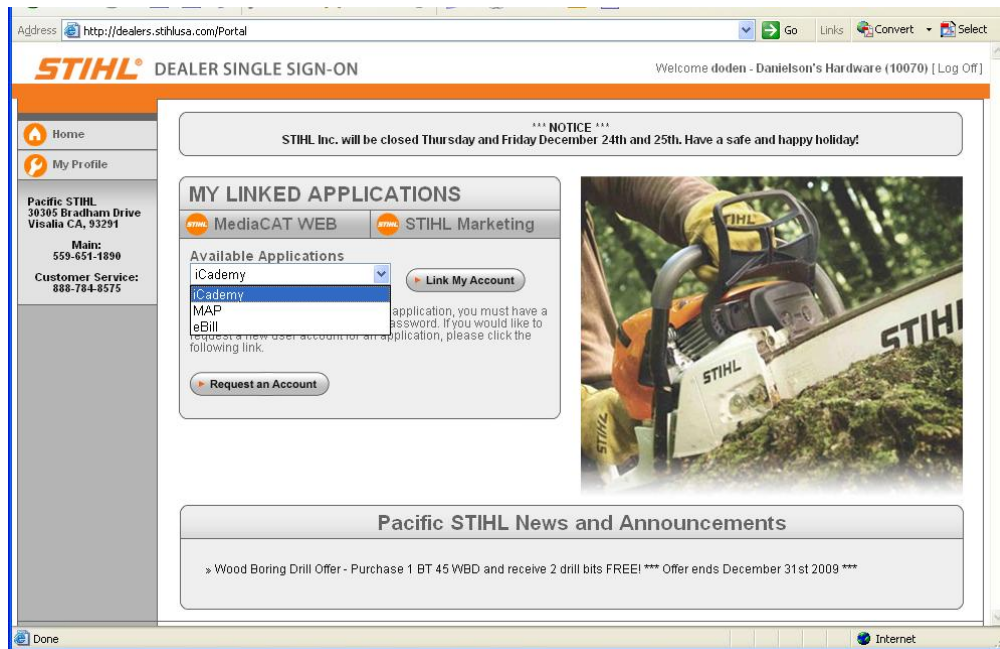 Address http://dealers.stihlusa.com/Portal Go Links Convert Select
STIHL® DEALER SINGLE SIGN-ON
Welcome doden - Danielson's Hardware (10070) [ Log Off ]
Home
My Profile
Pacific STIHL
30305 Bradham Drive
Visalia CA, 93291
Main:
559-651-1890
Customer Service:
888-784-8575
*** NOTICE ***
STIHL Inc. will be closed Thursday and Friday December 24th and 25th. Have a safe and happy holiday!
MY LINKED APPLICATIONS
STIHL MediaCAT WEB STIHL STIHL Marketing
Available Applications
iCademy
Link My Account
iCademy
MAP
eBill
application, you must have a
assword. If you would like to
request a new user account for an application, please click the
following link.
Request an Account
STIHL
STIHL
STIHL
STIHL
Pacific STIHL News and Announcements
» Wood Boring Drill Offer - Purchase 1 BT 45 WBD and receive 2 drill bits FREE! *** Offer ends December 31st 2009 ***
Done Internet